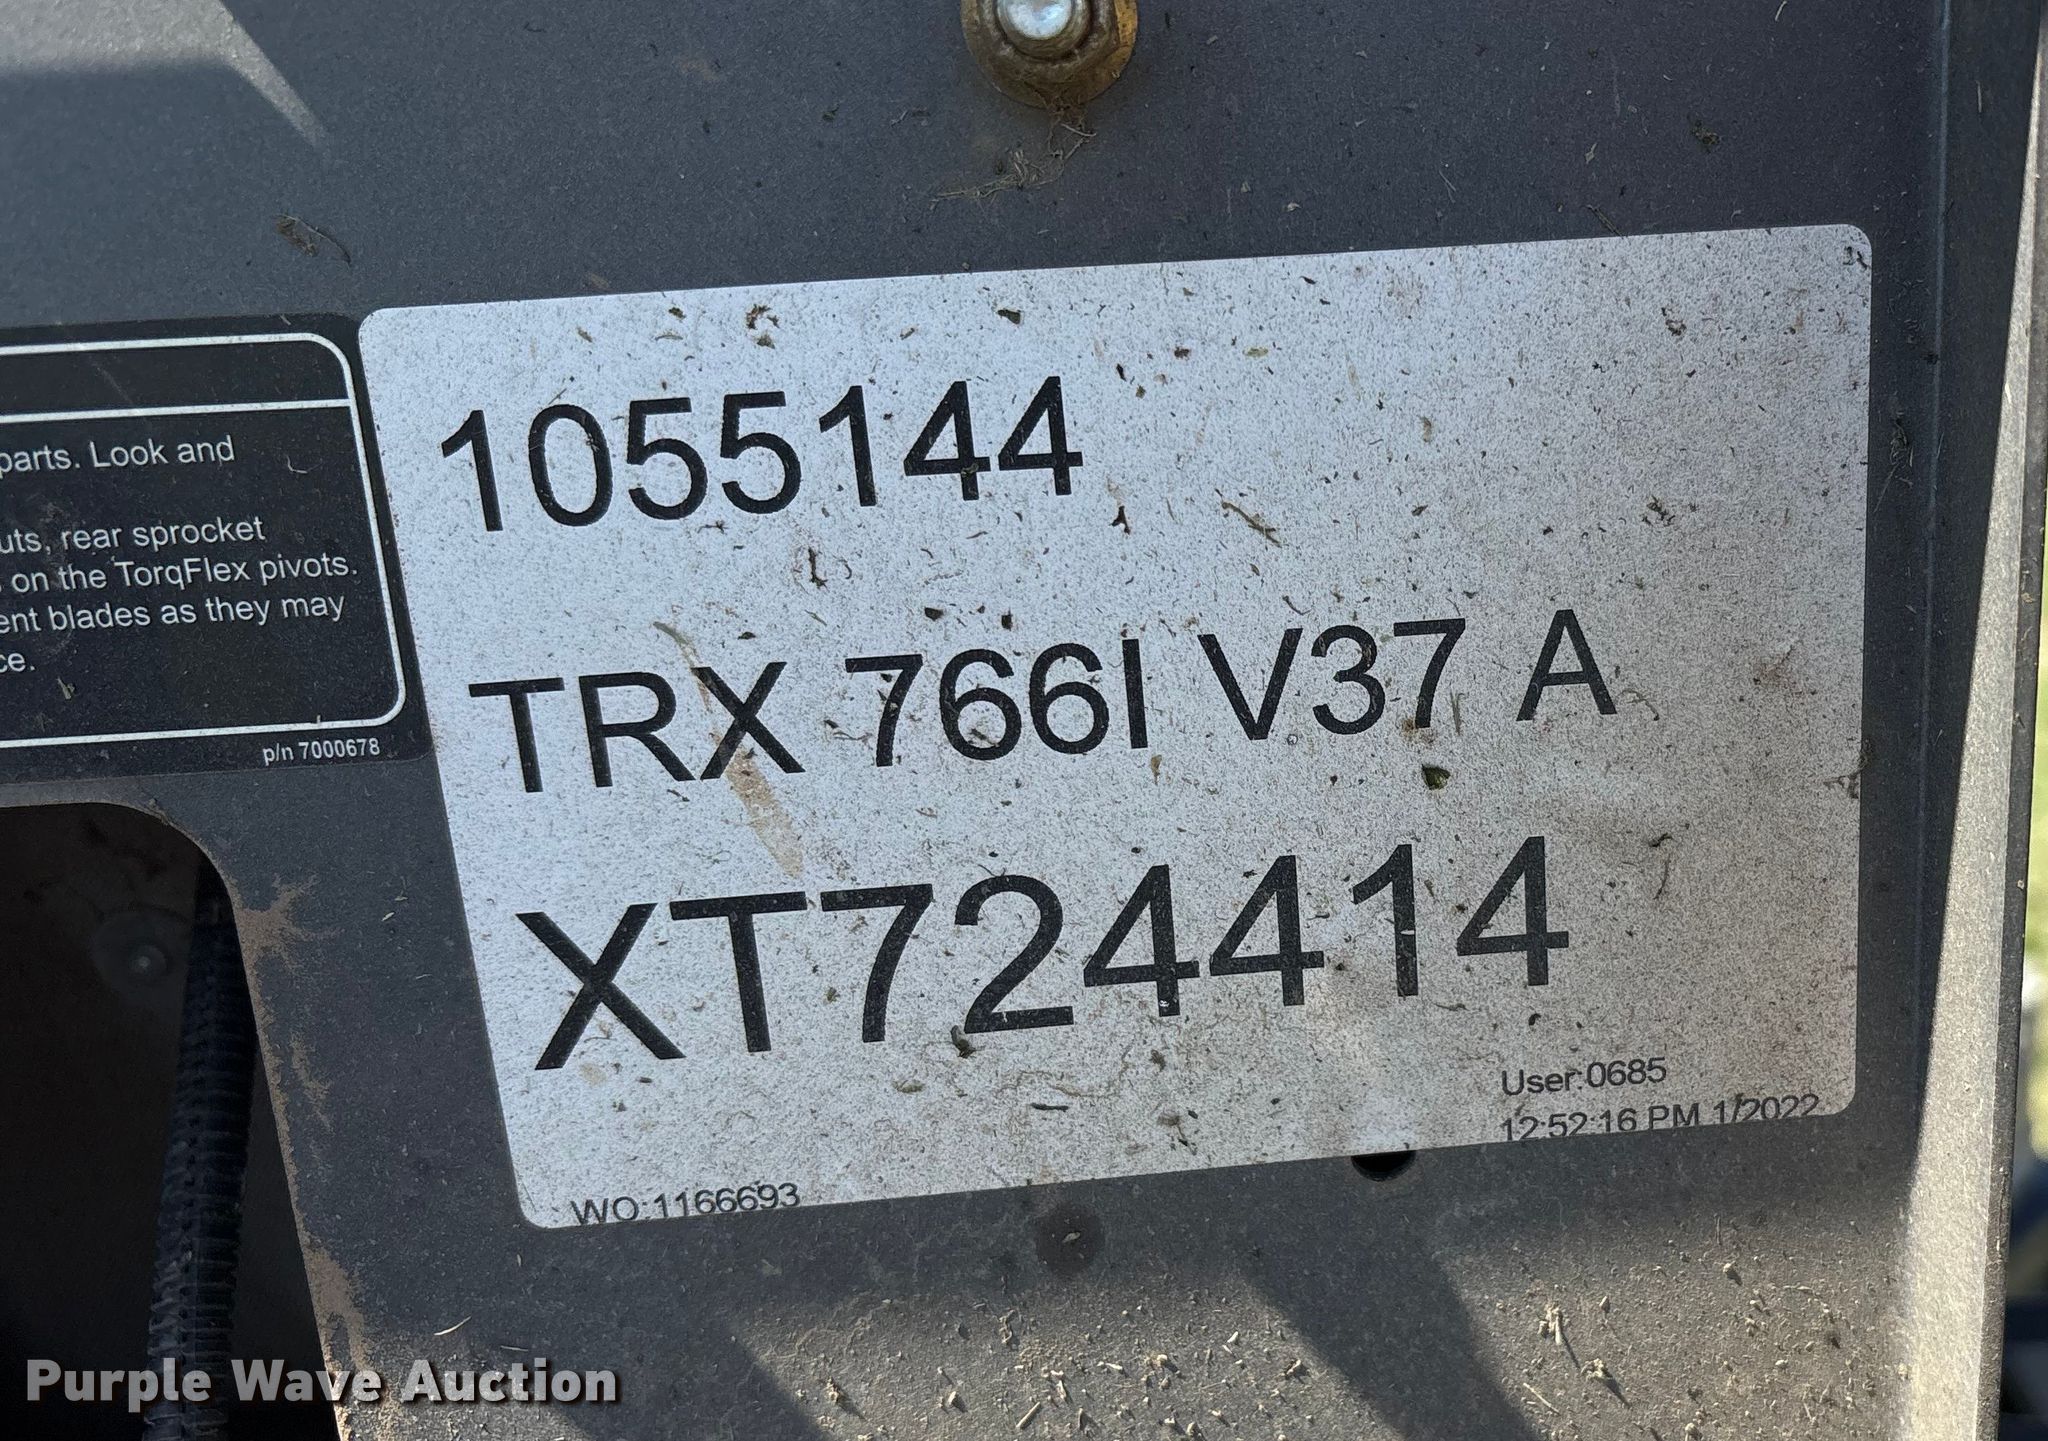 parts. Look and
uts, rear sprocket
on the TorqFlex pivots.
ent blades as they may
ce.
p/n 7000678
1055144
TRX 766I V37 A
XT724414
User:0685
12:52:16 PM 1/2022
WO:1166693
Purple Wave Auction